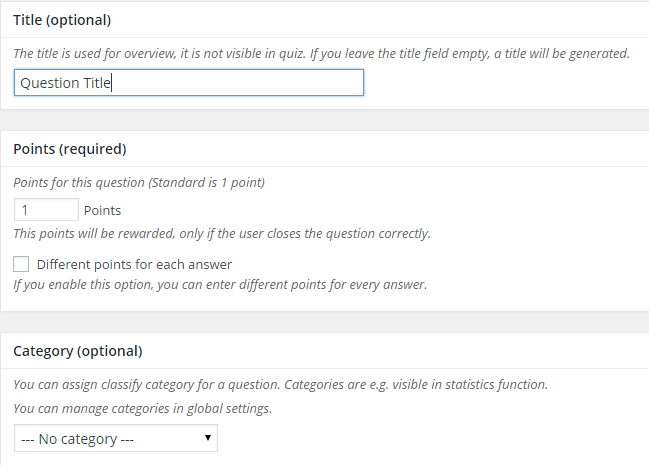 Title (optional)
The title is used for overview, it is not visible in quiz. If you leave the title field empty, a title will be generated.
Question Title
Points (required)
Points for this question (Standard is 1 point)
1 Points
This points will be rewarded, only if the user closes the question correctly.
Different points for each answer
If you enable this option, you can enter different points for every answer.
Category (optional)
You can assign classify category for a question. Categories are e.g. visible in statistics function.
You can manage categories in global settings.
--- No category ---